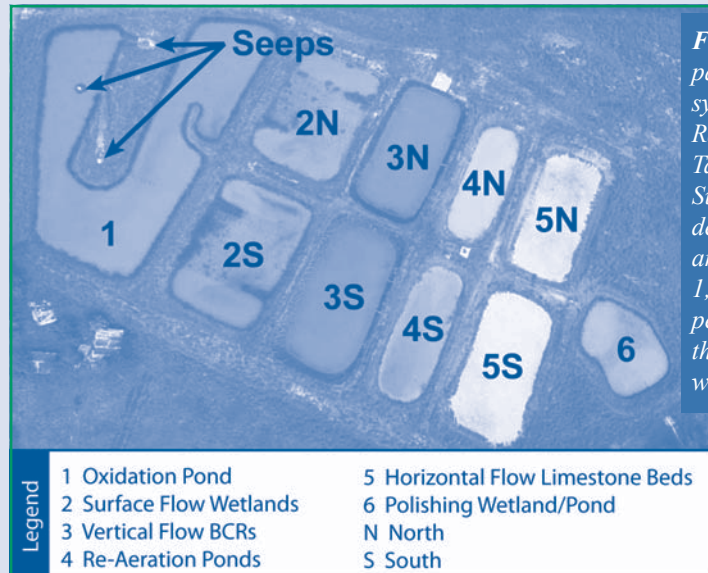 Seeps
2N
3N
4N
5N
1
2S
3S
4S
5S
6
Legend
1 Oxidation Pond
2 Surface Flow Wetlands
3 Vertical Flow BCRs
4 Re-Aeration Ponds
5 Horizontal Flow Limestone Beds
6 Polishing Wetland/Pond
N North
S South